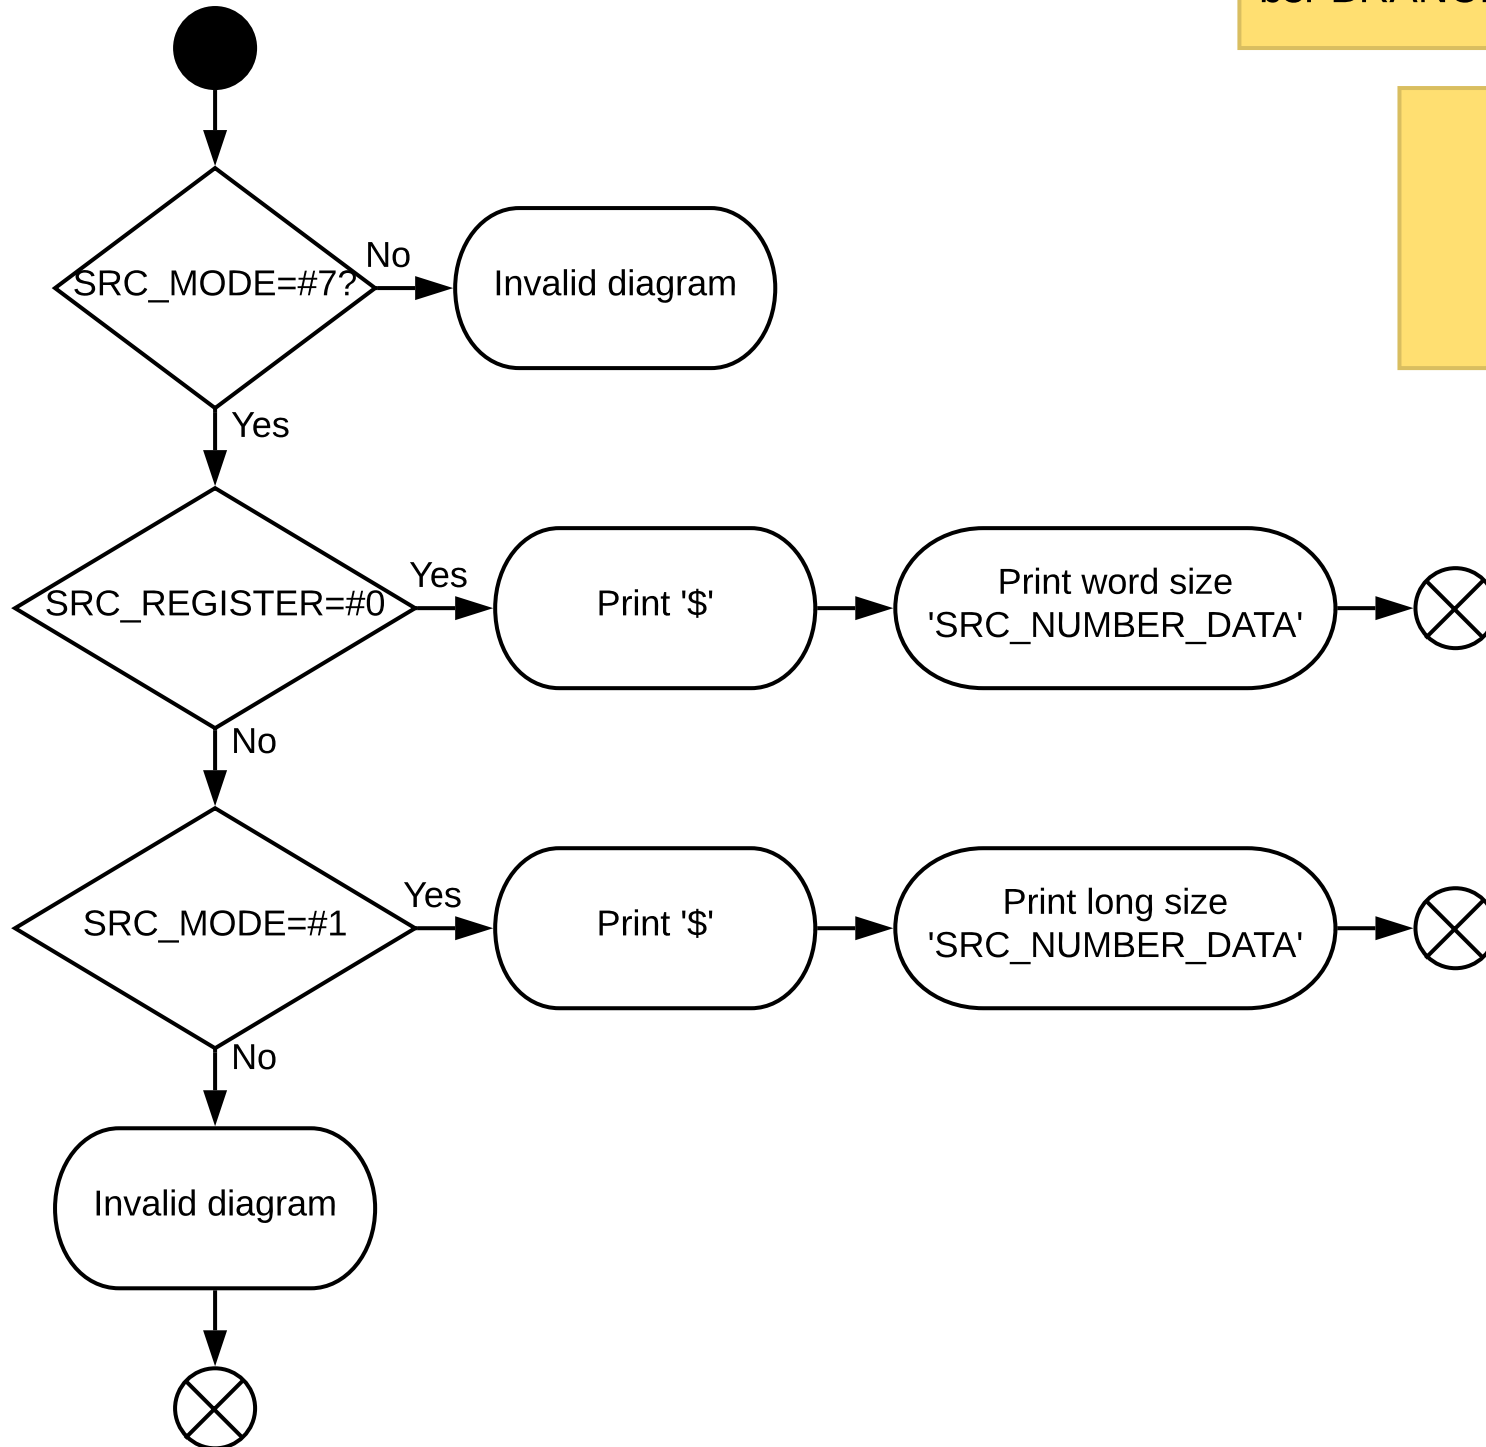 SRC_MODE=#7?
No
Invalid diagram
Yes
SRC_REGISTER=#0
Yes
Print '$'
Print word size
'SRC_NUMBER_DATA'
No
SRC_MODE=#1
Yes
Print '$'
Print long size
'SRC_NUMBER_DATA'
No
Invalid diagram